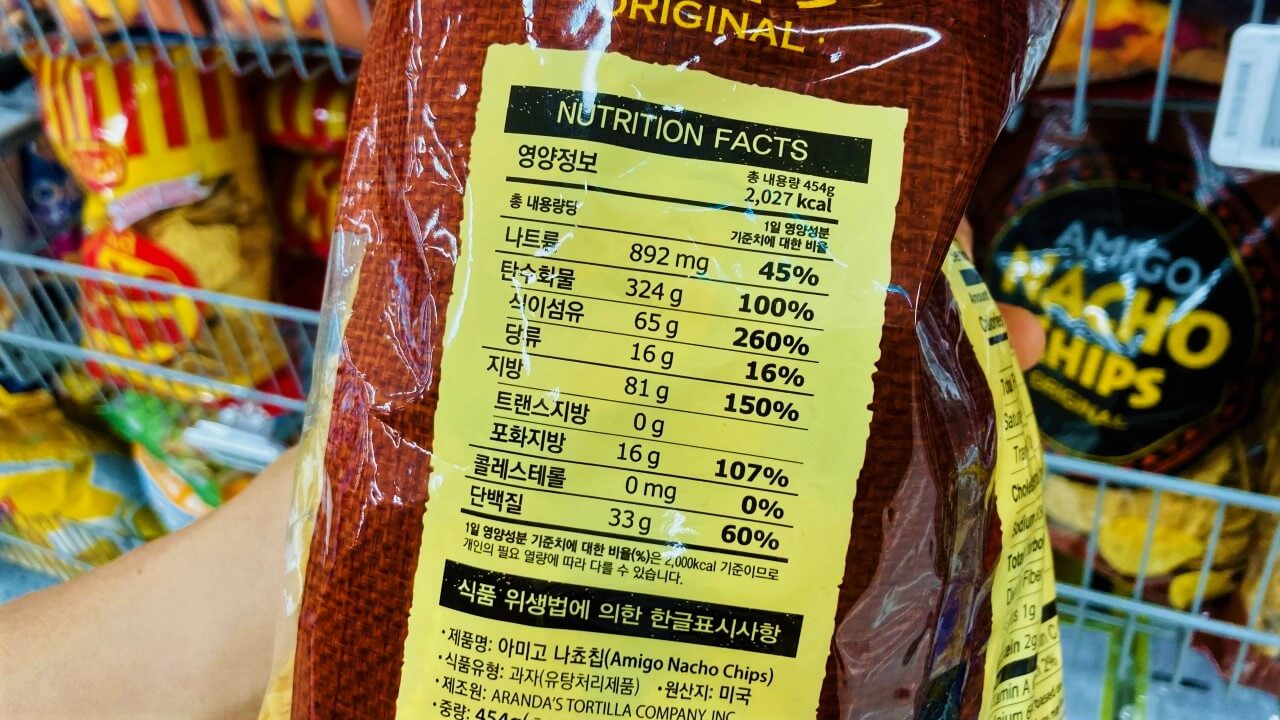 ORIGINAL
NUTRITION FACTS
영양정보
총 내용량 454g
2,027 kcal
총 내용량당
1일 영양성분
기준치에 대한 비율
나트륨 892 mg 45%
탄수화물 324 g 100%
식이섬유 65 g 260%
당류 16 g 16%
지방 81 g 150%
트랜스지방 0 g
포화지방 16 g 107%
콜레스테롤 0 mg 0%
단백질 33 g 60%
1일 영양성분 기준치에 대한 비율(%)은 2,000kcal 기준이므로
개인의 필요 열량에 따라 다를 수 있습니다.
식품 위생법에 의한 한글표시사항
·제품명: 아미고 나쵸칩(Amigo Nacho Chips)
·식품유형: 과자(유탕처리제품) ·원산지: 미국
·제조원: ARANDA'S TORTILLA COMPANY, INC
·중량: 454g
AMIGO
NACHO
CHIPS
ORIGINAL